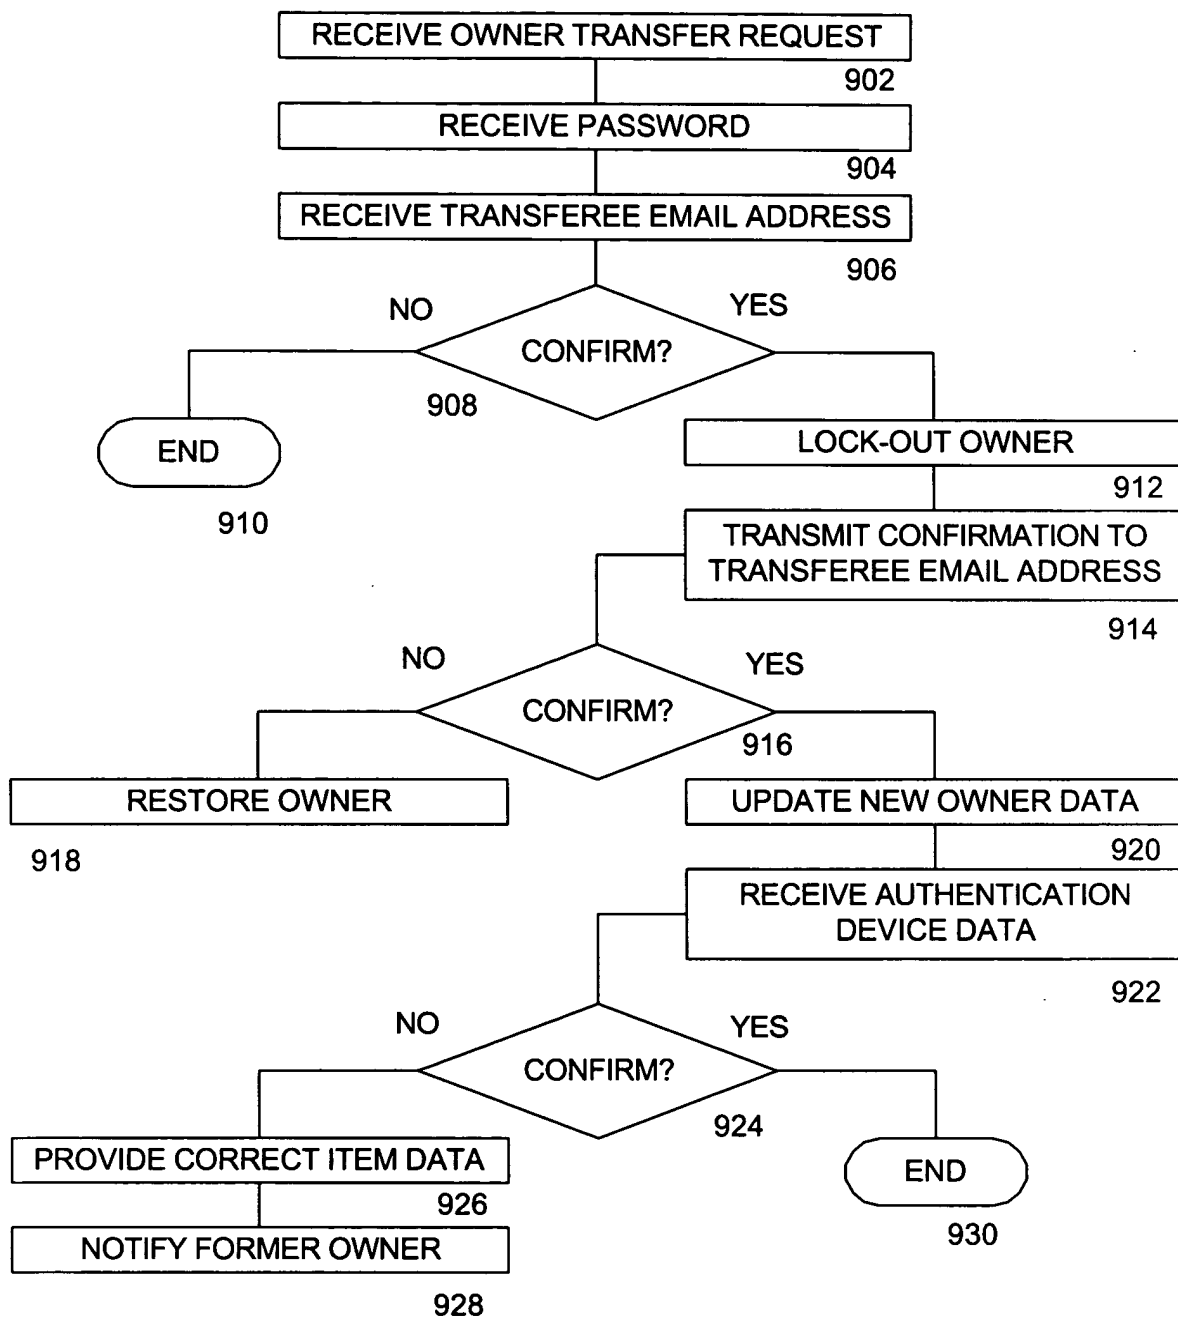 RECEIVE OWNER TRANSFER REQUEST
902
RECEIVE PASSWORD
904
RECEIVE TRANSFEREE EMAIL ADDRESS
906
NO
YES
CONFIRM?
908
END
910
LOCK-OUT OWNER
912
TRANSMIT CONFIRMATION TO
TRANSFEREE EMAIL ADDRESS
914
NO
YES
CONFIRM?
916
RESTORE OWNER
918
UPDATE NEW OWNER DATA
920
RECEIVE AUTHENTICATION
DEVICE DATA
922
NO
YES
CONFIRM?
924
PROVIDE CORRECT ITEM DATA
926
END
930
NOTIFY FORMER OWNER
928